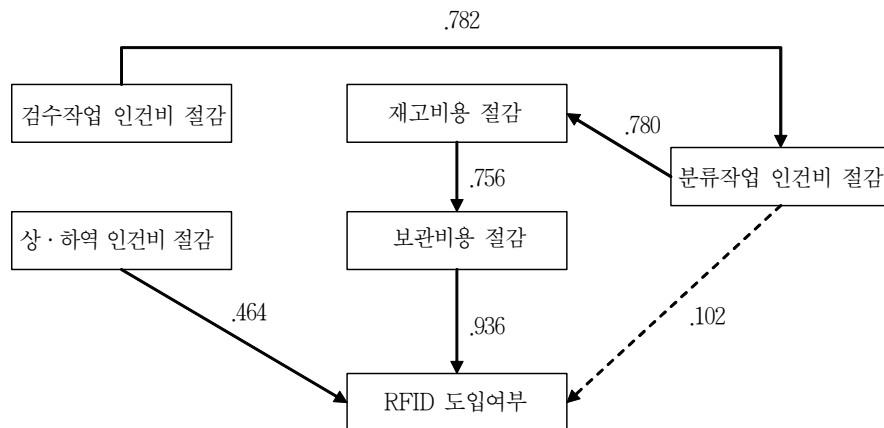 .782
검수작업 인건비 절감
재고비용 절감
.780
분류작업 인건비 절감
.756
상·하역 인건비 절감
보관비용 절감
.464
.936
.102
RFID 도입여부